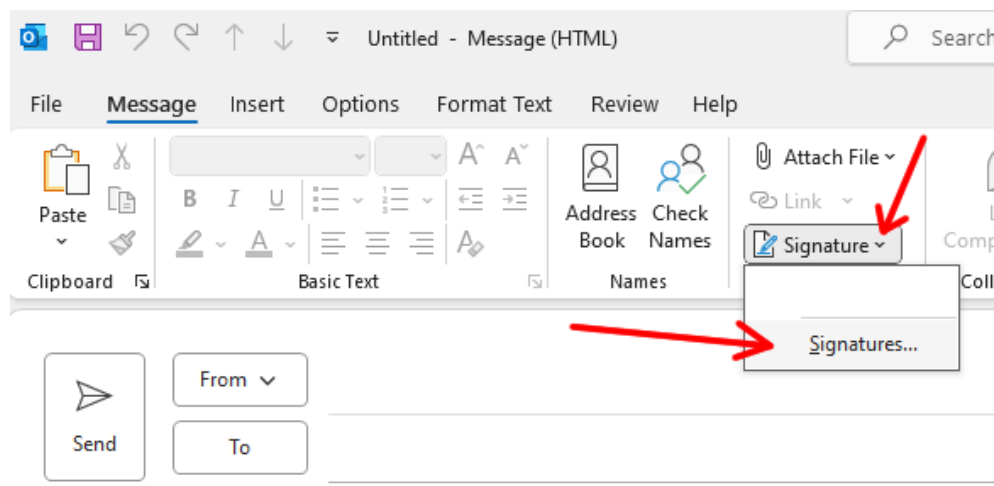 Untitled - Message (HTML)
Search
File Message Insert Options Format Text Review Help
Paste
B I U
A A
A
Address Book
Check Names
Attach File
Link
Signature
Clipboard
Basic Text
Names
Signatures...
From
Send
To